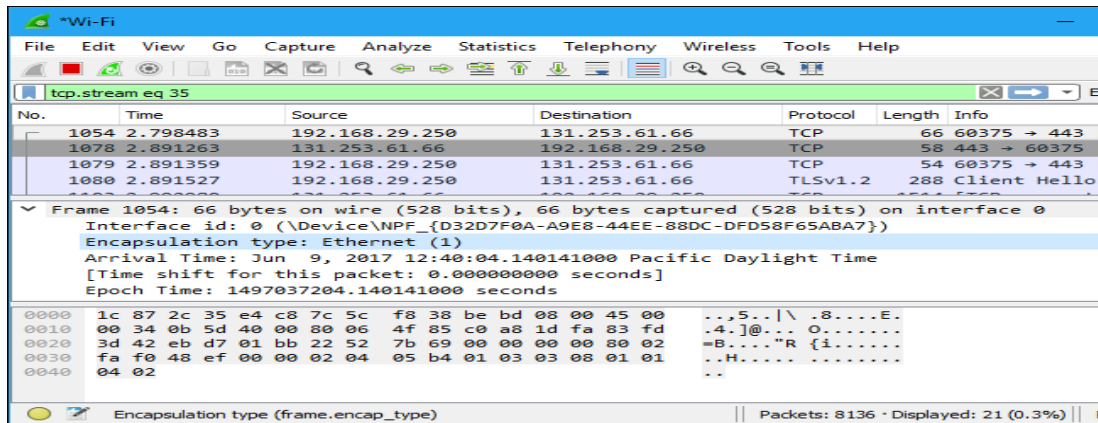 *Wi-Fi
File Edit View Go Capture Analyze Statistics Telephony Wireless Tools Help
tcp.stream eq 35
No. Time Source Destination Protocol Length Info
1054 2.798483 192.168.29.250 131.253.61.66 TCP 66 60375 → 443
1078 2.891263 131.253.61.66 192.168.29.250 TCP 58 443 → 60375
1079 2.891359 192.168.29.250 131.253.61.66 TCP 54 60375 → 443
1080 2.891527 192.168.29.250 131.253.61.66 TLSv1.2 288 Client Hello
Frame 1054: 66 bytes on wire (528 bits), 66 bytes captured (528 bits) on interface 0
Interface id: 0 (\Device\NPF_{D32D7F0A-A9E8-44EE-88DC-DFD58F65ABA7})
Encapsulation type: Ethernet (1)
Arrival Time: Jun 9, 2017 12:40:04.140141000 Pacific Daylight Time
[Time shift for this packet: 0.000000000 seconds]
Epoch Time: 1497037204.140141000 seconds
0000 1c 87 2c 35 e4 c8 7c 5c f8 38 be bd 08 00 45 00 ..,5..|\ .8....E.
0010 00 34 0b 5d 40 00 80 06 4f 85 c0 a8 1d fa 83 fd .4.]@... O.......
0020 3d 42 eb d7 01 bb 22 52 7b 69 00 00 00 00 80 02 =B...."R {i......
0030 fa f0 48 ef 00 00 02 04 05 b4 01 03 03 08 01 01 ..H..... ........
0040 04 02 ..
Encapsulation type (frame.encap_type) Packets: 8136 · Displayed: 21 (0.3%)